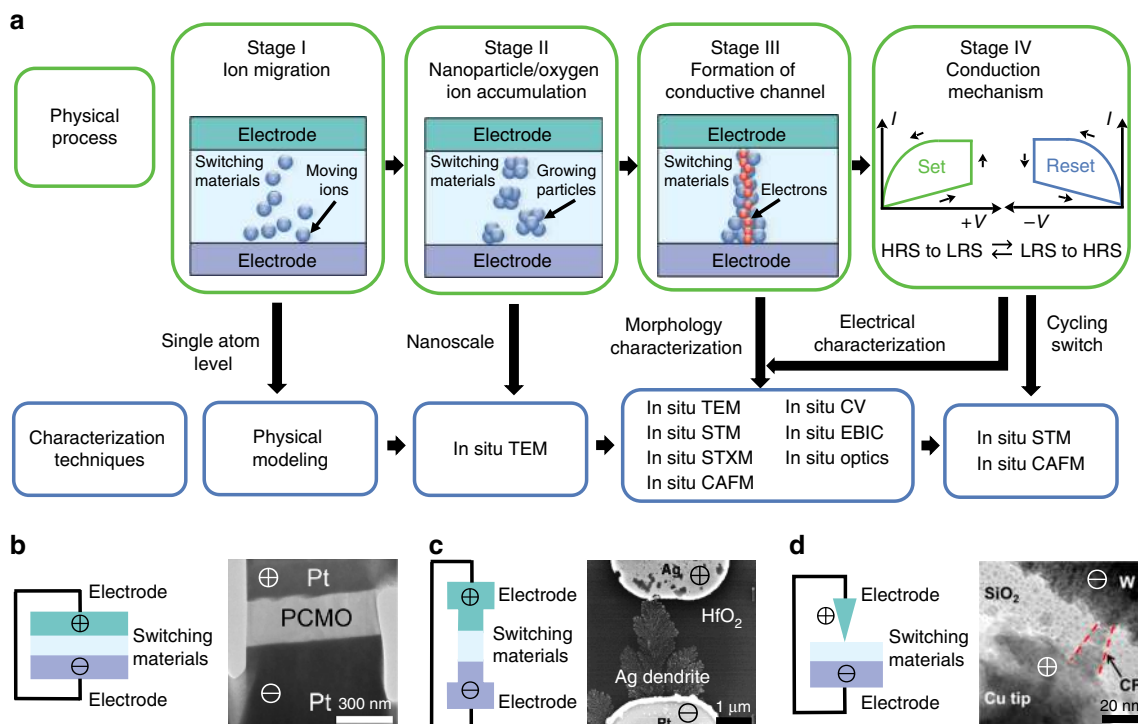 a
Physical
process
Stage I
Ion migration
Electrode
Switching
materials
Moving
ions
Electrode
Stage II
Nanoparticle/oxygen
ion accumulation
Electrode
Switching
materials
Growing
particles
Electrode
Stage III
Formation of
conductive channel
Electrode
Switching
materials
Electrons
Electrode
Stage IV
Conduction
mechanism
I
I
Set
Reset
+V
−V
HRS to LRS ⇄ LRS to HRS
Single atom
level
Nanoscale
Morphology
characterization
Electrical
characterization
Cycling
switch
Characterization
techniques
Physical
modeling
In situ TEM
In situ TEM
In situ STM
In situ STXM
In situ CAFM
In situ CV
In situ EBIC
In situ optics
In situ STM
In situ CAFM
b
Electrode
+
Switching
materials
−
Electrode
+
Pt
PCMO
−
Pt
300 nm
c
+
Electrode
Switching
materials
−
Electrode
Ag
+
HfO2
Ag dendrite
−
Pt
1 μm
d
Electrode
+
Switching
materials
−
Electrode
−
W
SiO2
+
CF
Cu tip
20 nm